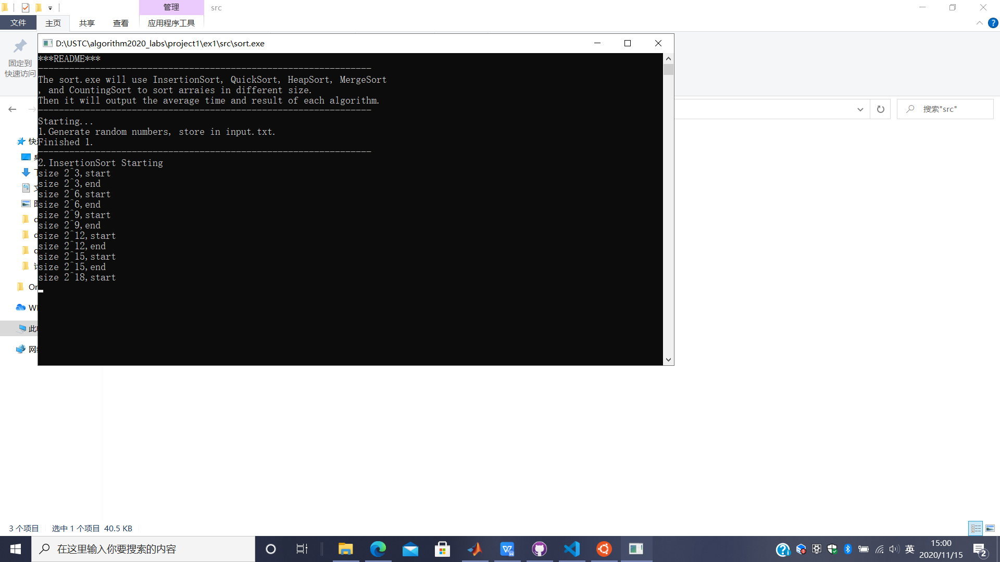 管理
src
文件
主页
共享
查看
应用程序工具
固定到
快速访问
D:\USTC\algorithm2020_labs\project1\ex1\src\sort.exe
***README***
----------------------------------------------------------------
The sort.exe will use InsertionSort, QuickSort, HeapSort, MergeSort
, and CountingSort to sort arraies in different size.
Then it will output the average time and result of each algorithm.
----------------------------------------------------------------
Starting...
1.Generate random numbers, store in input.txt.
Finished 1.
----------------------------------------------------------------
2.InsertionSort Starting
size 2^3,start
size 2^3,end
size 2^6,start
size 2^6,end
size 2^9,start
size 2^9,end
size 2^12,start
size 2^12,end
size 2^15,start
size 2^15,end
size 2^18,start
搜索"src"
3 个项目
选中 1 个项目 40.5 KB
在这里输入你要搜索的内容
英
15:00
2020/11/15
2